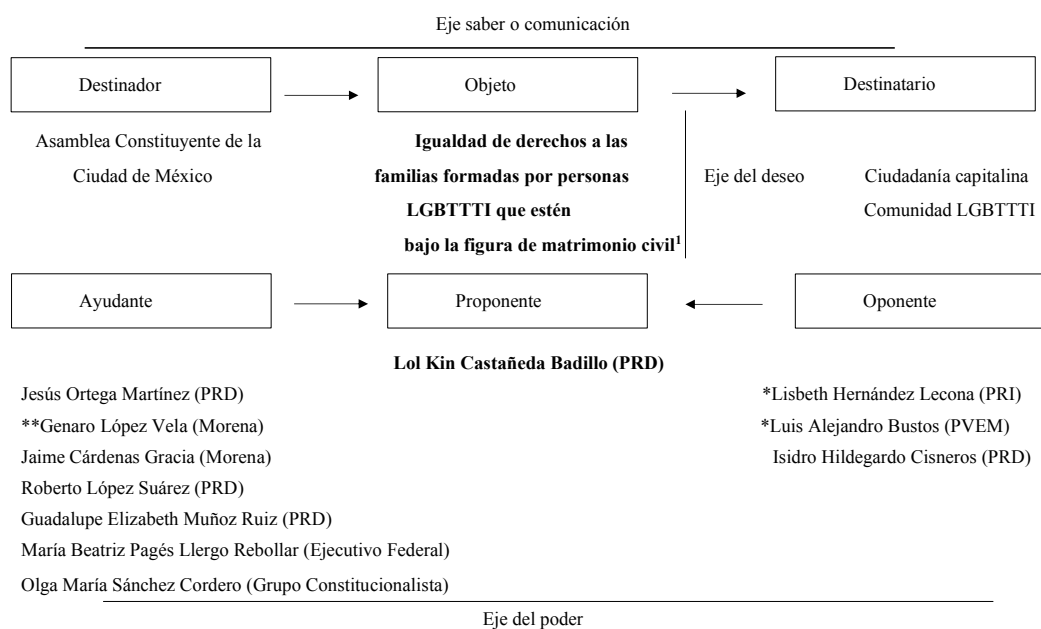 Eje saber o comunicación
Destinador
Objeto
Destinatario
Asamblea Constituyente de la
Ciudad de México
Igualdad de derechos a las
familias formadas por personas
LGBTTTI que estén
bajo la figura de matrimonio civil¹
Eje del deseo
Ciudadanía capitalina
Comunidad LGBTTTI
Ayudante
Proponente
Oponente
Lol Kin Castañeda Badillo (PRD)
Jesús Ortega Martínez (PRD)
**Genaro López Vela (Morena)
Jaime Cárdenas Gracia (Morena)
Roberto López Suárez (PRD)
Guadalupe Elizabeth Muñoz Ruiz (PRD)
María Beatriz Pagés Llergo Rebollar (Ejecutivo Federal)
Olga María Sánchez Cordero (Grupo Constitucionalista)
*Lisbeth Hernández Lecona (PRI)
*Luis Alejandro Bustos (PVEM)
Isidro Hildegardo Cisneros (PRD)
Eje del poder